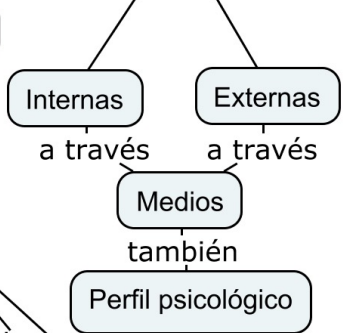 Internas
Externas
a través
a través
Medios
también
Perfil psicológico